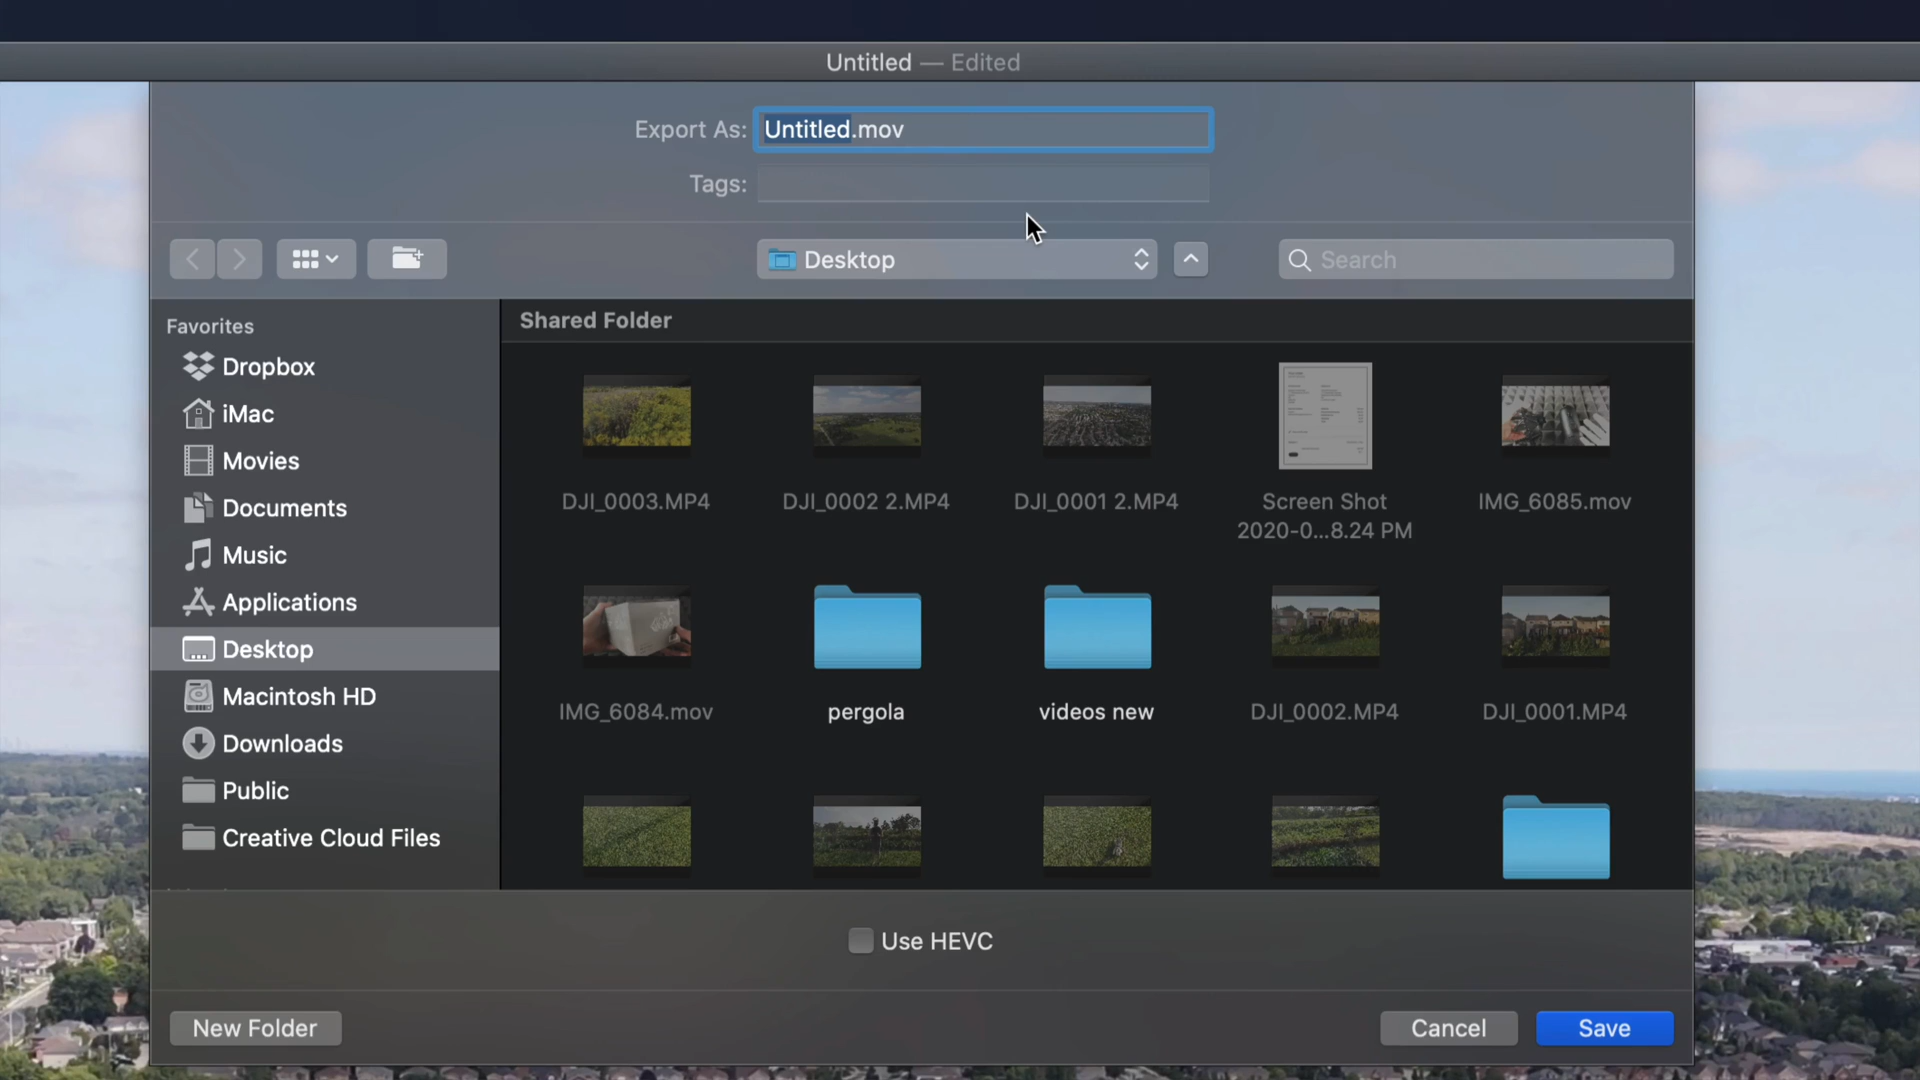 Untitled — Edited
Export As: Untitled.mov
Tags:
Desktop
Search
Favorites
Dropbox
iMac
Movies
Documents
Music
Applications
Desktop
Macintosh HD
Downloads
Public
Creative Cloud Files
Shared Folder
DJI_0003.MP4
DJI_0002 2.MP4
DJI_0001 2.MP4
Screen Shot
2020-0...8.24 PM
IMG_6085.mov
IMG_6084.mov
pergola
videos new
DJI_0002.MP4
DJI_0001.MP4
Use HEVC
New Folder
Cancel
Save